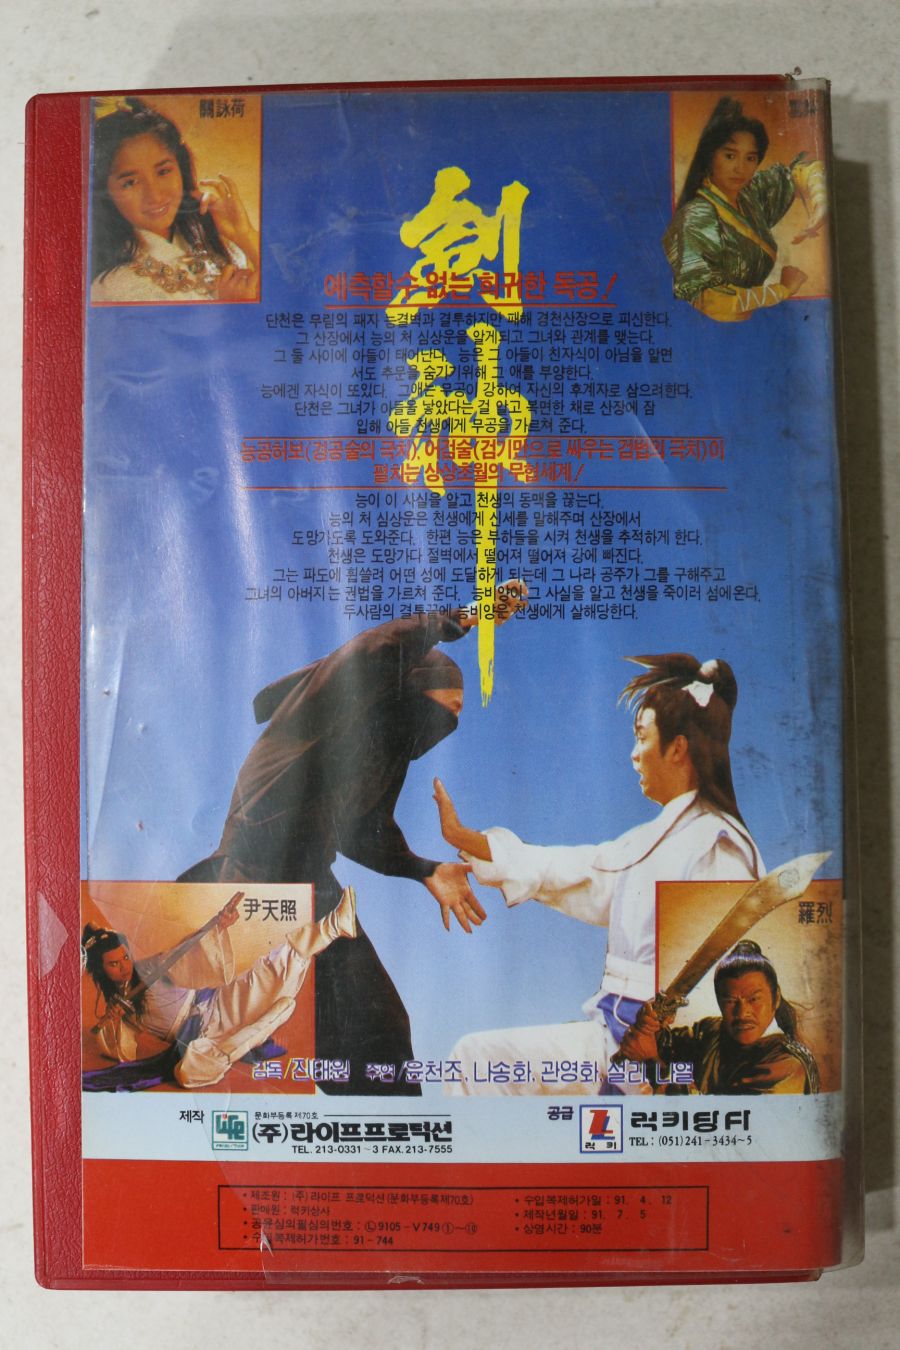 關詠荷
劍神
예측할수 없는 희귀한 독공!
단천은 무림의 패자 능결벽과 결투하지만 패해 경천산장으로 피신한다.
그 산장에서 능의 처 심상운을 알게되고 그녀와 관계를 맺는다.
그 둘 사이에 아들이 태어난다. 능은 그 아들이 친자식이 아님을 알면
서도 추문을 숨기기위해 그 애를 부양한다.
능에겐 자식이 또있다. 그애는 무공이 강하여 자신의 후계자로 삼으려한다.
단천은 그녀가 아들을 낳았다는 걸 알고 복면한 채로 산장에 잠
입해 아들 천생에게 무공을 가르쳐 준다.
능공허보(경공술의 극치), 어검술(검기만으로 싸우는 검법의 극치)이
펼치는 상상초월의 무협세계!
능이 이 사실을 알고 천생의 동맥을 끊는다.
능의 처 심상운은 천생에게 신세를 말해주며 산장에서
도망가도록 도와준다. 한편 능은 부하들을 시켜 천생을 추적하게 한다.
천생은 도망가다 절벽에서 떨어져 떨어져 강에 빠진다.
그는 파도에 휩쓸려 어떤 성에 도달하게 되는데 그 나라 공주가 그를 구해주고
그녀의 아버지는 권법을 가르쳐 준다. 능비양이 그 사실을 알고 천생을 죽이러 섬에온다.
두사람의 결투끝에 능비양은 천생에게 살해당한다.
尹天照
羅烈
감독/진태원 주연/윤천조, 나송화, 관영화, 설리, 나열
제작
문화부등록 제70호
(주)라이프프로덕션
TEL. 213-0331~3 FAX. 213-7555
공급
럭키
럭키당사
TEL: (051) 241-3434~5
•제조원: (주) 라이프 프로덕션 (문화부등록제70호)
•판매원: 럭키상사
•공윤심의필심의번호: Ⓛ9105-V749①~⑩
•수입복제허가번호: 91-744
•수입복제허가일: 91. 4. 12
•제작년월일: 91. 7. 5
•상영시간: 90분